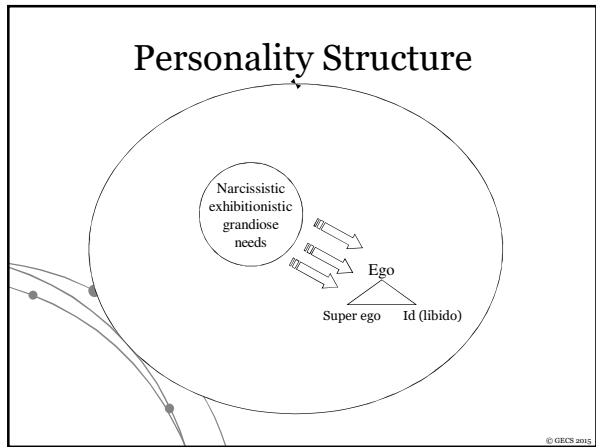 Personality Structure
Narcissistic
exhibitionistic
grandiose
needs
Ego
Super ego Id (libido)
© GECS 2015